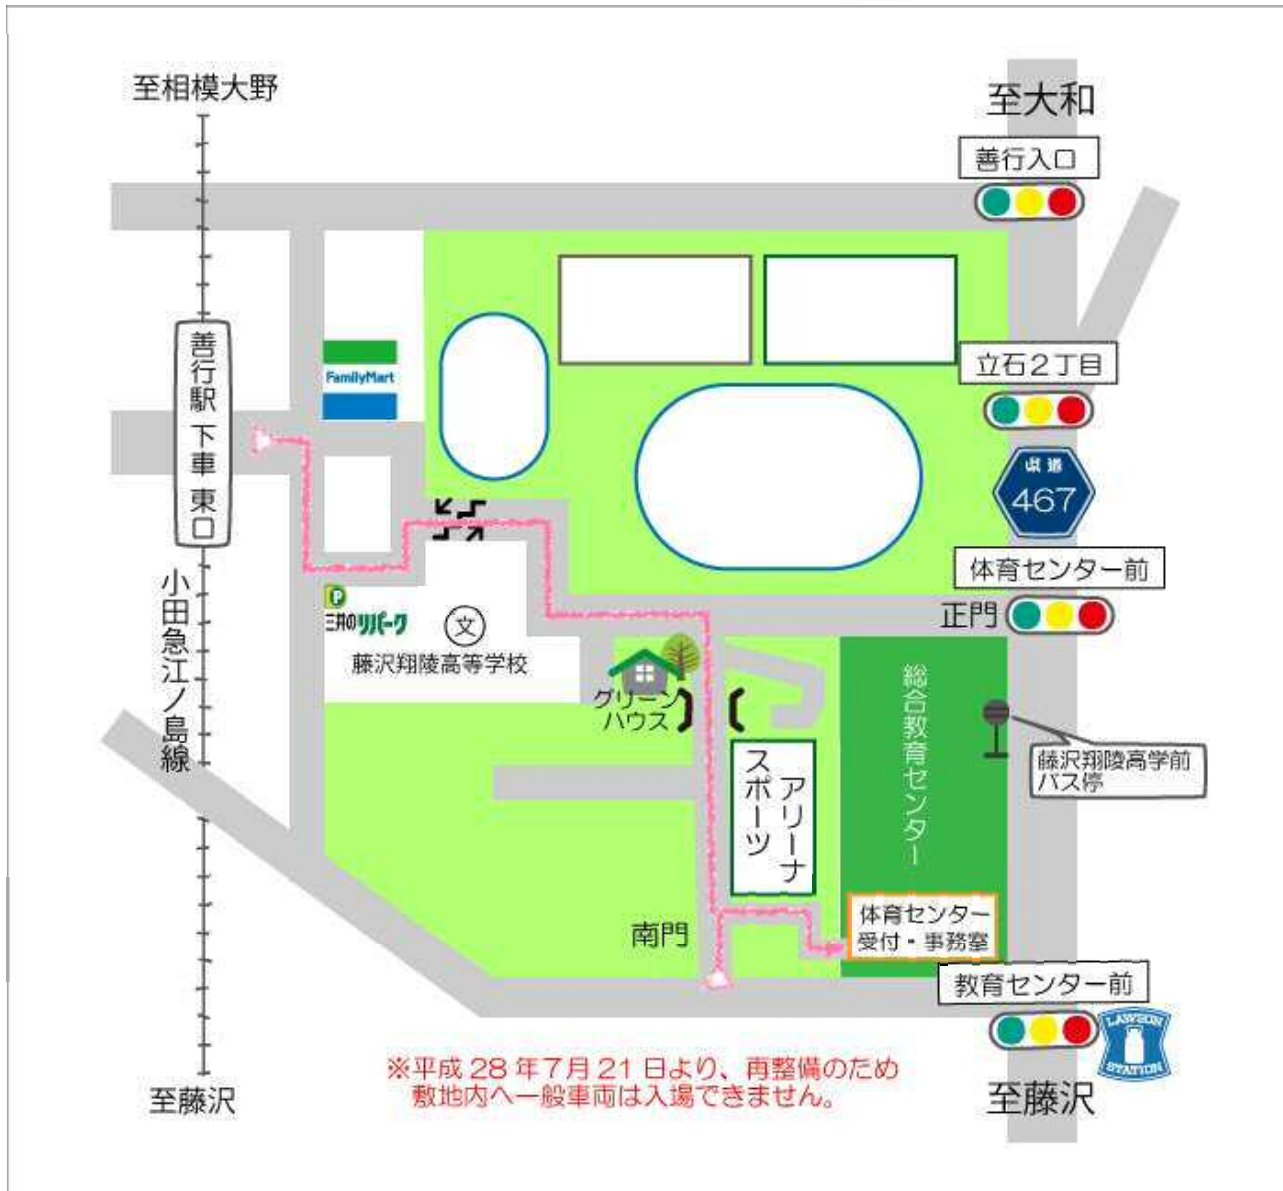 至相模大野
至大和
善行入口
善行駅 下車 東口
FamilyMart
立石２丁目
県道
467
体育センター前
正門
小田急江ノ島線
P
三井のリパーク
文
藤沢翔陵高等学校
グリーン
ハウス
総合教育センター
藤沢翔陵高学前
バス停
アリーナ
スポーツ
南門
体育センター
受付・事務室
教育センター前
LAWSON
STATION
※平成 28 年 7 月 21 日より、再整備のため
敷地内へ一般車両は入場できません。
至藤沢
至藤沢